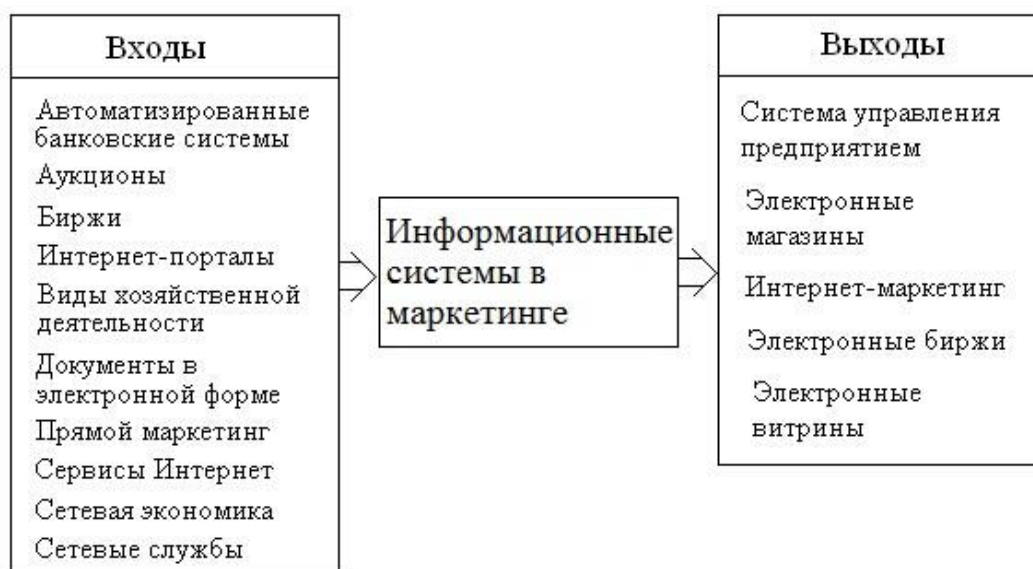 Входы
Автоматизированные
банковские системы
Аукционы
Биржи
Интернет-порталы
Виды хозяйственной
деятельности
Документы в
электронной форме
Прямой маркетинг
Сервисы Интернет
Сетевая экономика
Сетевые службы
Информационные
системы в
маркетинге
Выходы
Система управления
предприятием
Электронные
магазины
Интернет-маркетинг
Электронные биржи
Электронные
витрины